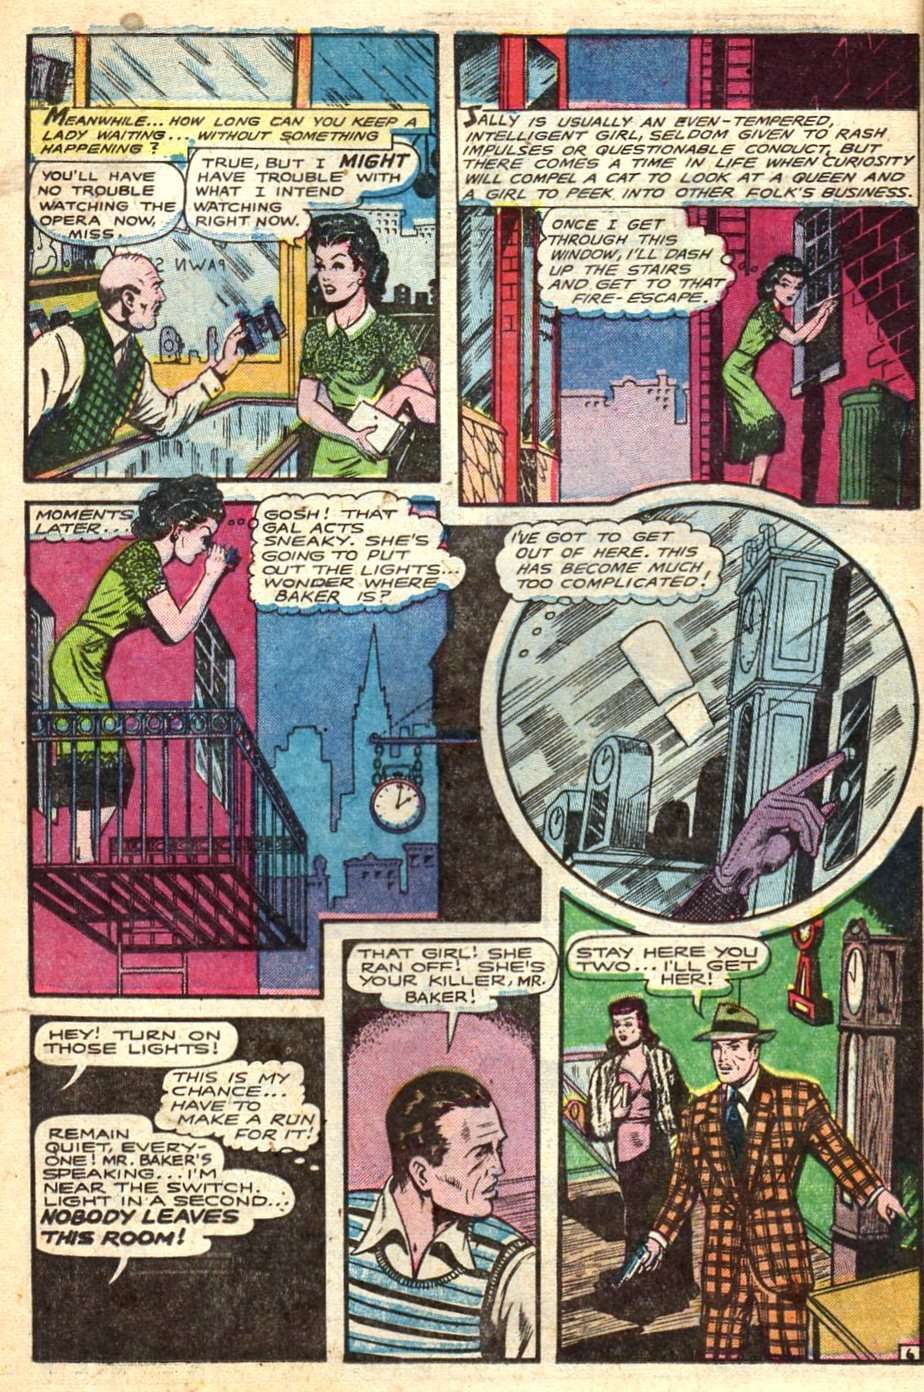 MEANWHILE... HOW LONG CAN YOU KEEP A
LADY WAITING... WITHOUT SOMETHING
HAPPENING?
YOU'LL HAVE
NO TROUBLE
WATCHING THE
OPERA NOW,
MISS.
TRUE, BUT I MIGHT
HAVE TROUBLE WITH
WHAT I INTEND
WATCHING
RIGHT NOW.
PAWN S
SALLY IS USUALLY AN EVEN-TEMPERED,
INTELLIGENT GIRL, SELDOM GIVEN TO RASH
IMPULSES OR QUESTIONABLE CONDUCT, BUT
THERE COMES A TIME IN LIFE WHEN CURIOSITY
WILL COMPEL A CAT TO LOOK AT A QUEEN AND
A GIRL TO PEEK INTO OTHER FOLK'S BUSINESS.
ONCE I GET
THROUGH THIS
WINDOW, I'LL DASH
UP THE STAIRS
AND GET TO THAT
FIRE-ESCAPE.
MOMENTS
LATER...
GOSH! THAT
GAL ACTS
SNEAKY. SHE'S
GOING TO PUT
OUT THE LIGHTS...
WONDER WHERE
BAKER IS?
I'VE GOT TO GET
OUT OF HERE. THIS
HAS BECOME MUCH
TOO COMPLICATED!
HEY! TURN ON
THOSE LIGHTS!
THIS IS MY
CHANCE...
HAVE TO
MAKE A RUN
FOR IT!
REMAIN
QUIET, EVERY-
ONE! MR. BAKER'S
SPEAKING... I'M
NEAR THE SWITCH.
LIGHT IN A SECOND...
NOBODY LEAVES
THIS ROOM!
THAT GIRL! SHE
RAN OFF! SHE'S
YOUR KILLER, MR.
BAKER!
STAY HERE YOU
TWO... I'LL GET
HER!
6